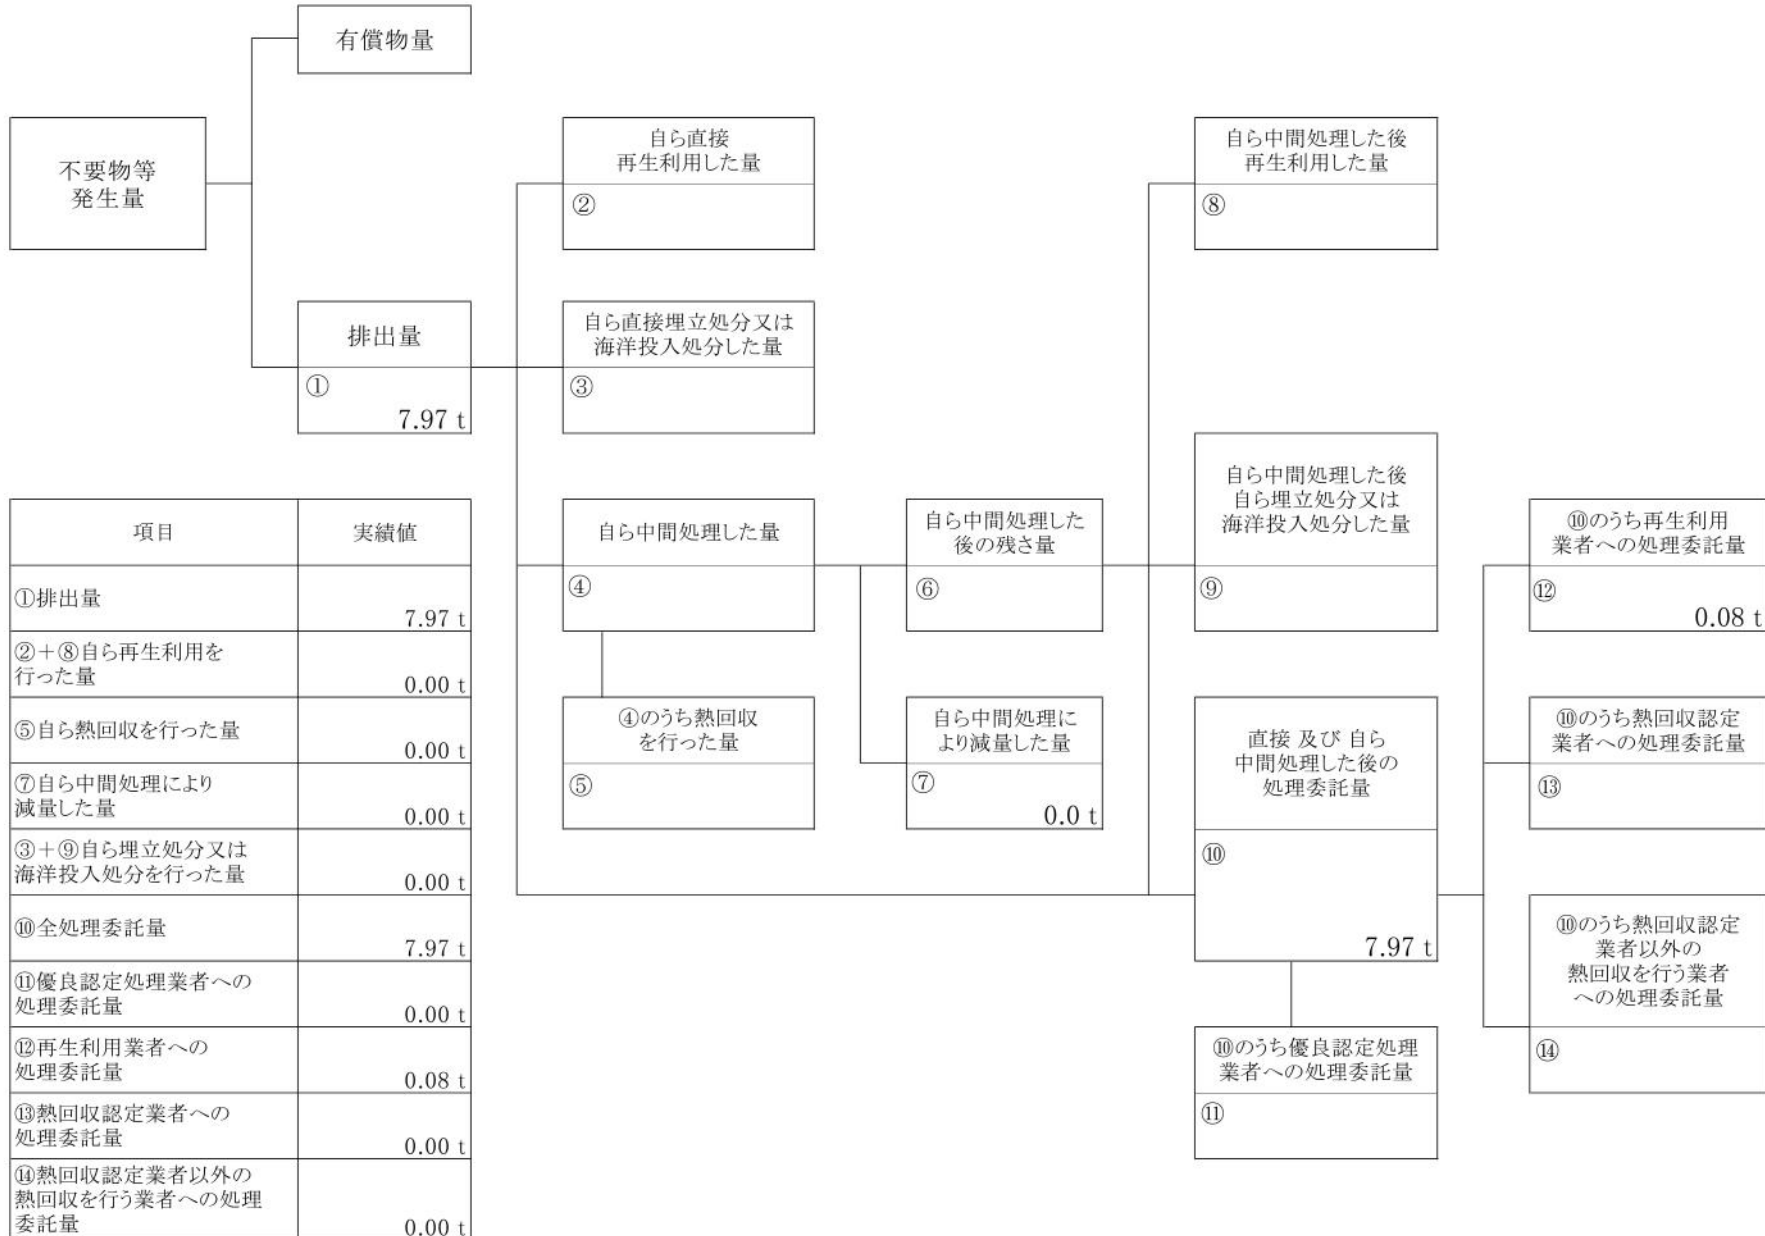 有償物量
不要物等
発生量
自ら直接
再生利用した量
②
自ら中間処理した後
再生利用した量
⑧
排出量
①
7.97 t
自ら直接埋立処分又は
海洋投入処分した量
③
自ら中間処理した量
④
自ら中間処理した
後の残さ量
⑥
自ら中間処理した後
自ら埋立処分又は
海洋投入処分した量
⑨
⑩のうち再生利用
業者への処理委託量
⑫
0.08 t
④のうち熱回収
を行った量
⑤
自ら中間処理に
より減量した量
⑦
0.0 t
直接 及び 自ら
中間処理した後の
処理委託量
⑩
7.97 t
⑩のうち熱回収認定
業者への処理委託量
⑬
⑩のうち熱回収認定
業者以外の
熱回収を行う業者
への処理委託量
⑭
⑩のうち優良認定処理
業者への処理委託量
⑪
項目 実績値
①排出量
7.97 t
②＋⑧自ら再生利用を
行った量
0.00 t
⑤自ら熱回収を行った量
0.00 t
⑦自ら中間処理により
減量した量
0.00 t
③＋⑨自ら埋立処分又は
海洋投入処分を行った量
0.00 t
⑩全処理委託量
7.97 t
⑪優良認定処理業者への
処理委託量
0.00 t
⑫再生利用業者への
処理委託量
0.08 t
⑬熱回収認定業者への
処理委託量
0.00 t
⑭熱回収認定業者以外の
熱回収を行う業者への処理
委託量
0.00 t